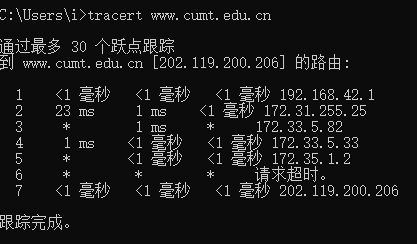 C:\Users\i>tracert www.cumt.edu.cn
通过最多 30 个跃点跟踪
到 www.cumt.edu.cn [202.119.200.206] 的路由:
1 <1 毫秒 <1 毫秒 <1 毫秒 192.168.42.1
2 23 ms 1 ms <1 毫秒 172.31.255.25
3 * 1 ms * 172.33.5.82
4 1 ms <1 毫秒 <1 毫秒 172.33.5.33
5 * <1 毫秒 <1 毫秒 172.35.1.2
6 * * * 请求超时。
7 <1 毫秒 <1 毫秒 <1 毫秒 202.119.200.206
跟踪完成。